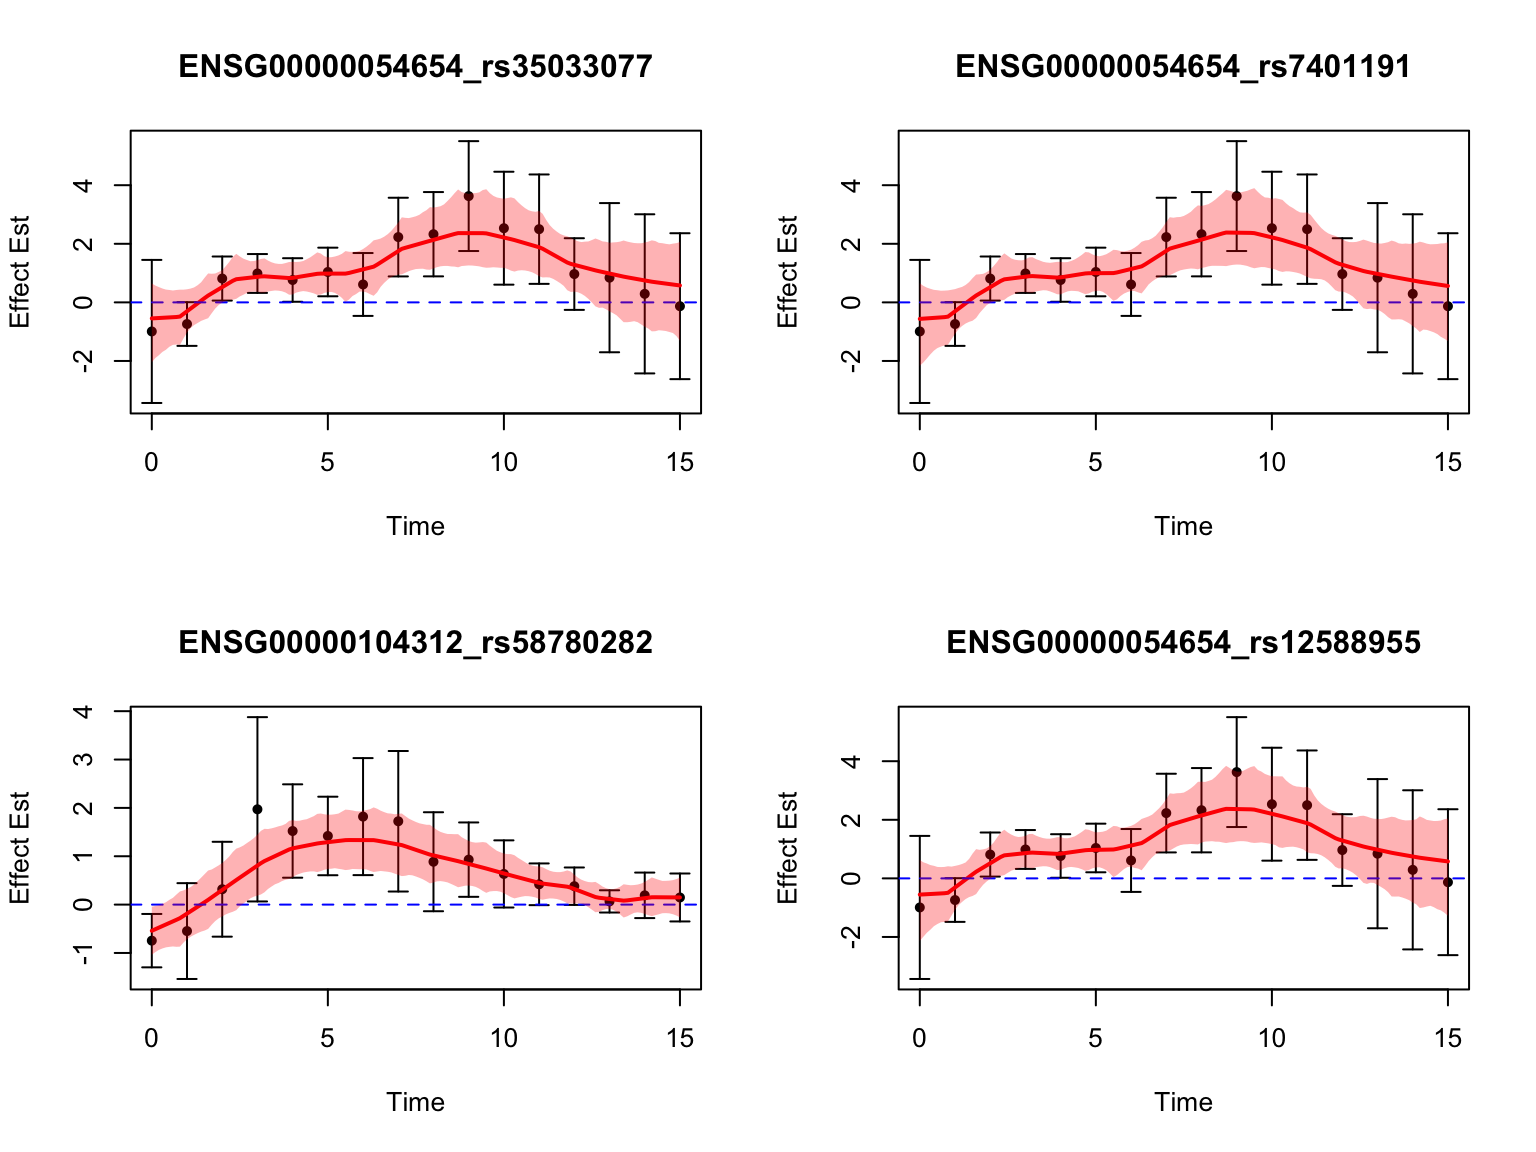 ENSG00000054654_rs35033077
Effect Est
4
2
0
-2
0 5 10 15
Time
ENSG00000054654_rs7401191
Effect Est
4
2
0
-2
0 5 10 15
Time
ENSG00000104312_rs58780282
Effect Est
4
3
2
1
0
-1
0 5 10 15
Time
ENSG00000054654_rs12588955
Effect Est
4
2
0
-2
0 5 10 15
Time